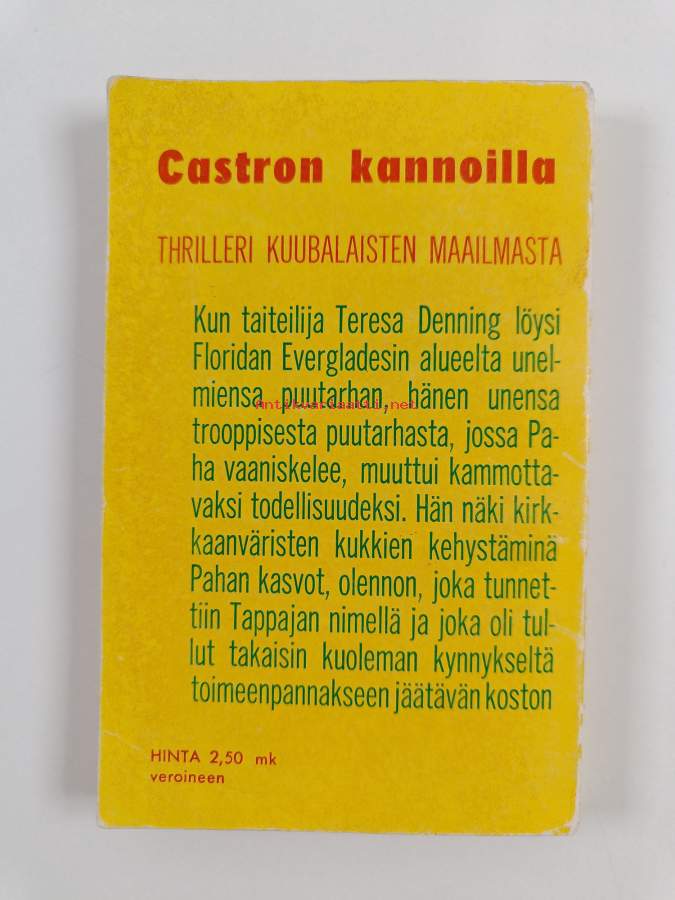 Castron kannoilla
THRILLERI KUUBALAISTEN MAAILMASTA
Kun taiteilija Teresa Denning löysi
Floridan Evergladesin alueelta unel-
miensa puutarhan, hänen unensa
Antikvariaatti.net
trooppisesta puutarhasta, jossa Pa-
ha vaaniskelee, muuttui kammotta-
vaksi todellisuudeksi. Hän näki kirk-
kaanväristen kukkien kehystäminä
Pahan kasvot, olennon, joka tunnet-
tiin Tappajan nimellä ja joka oli tul-
lut takaisin kuoleman kynnykseltä
toimeenpannakseen jäätävän koston
HINTA 2,50 mk
veroineen